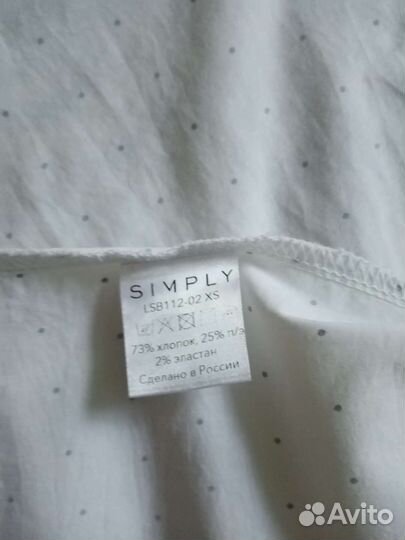 SIMPLY
LSB112-02 XS
73% хлопок, 25% п/э
2% эластан
Сделано в России
Avito